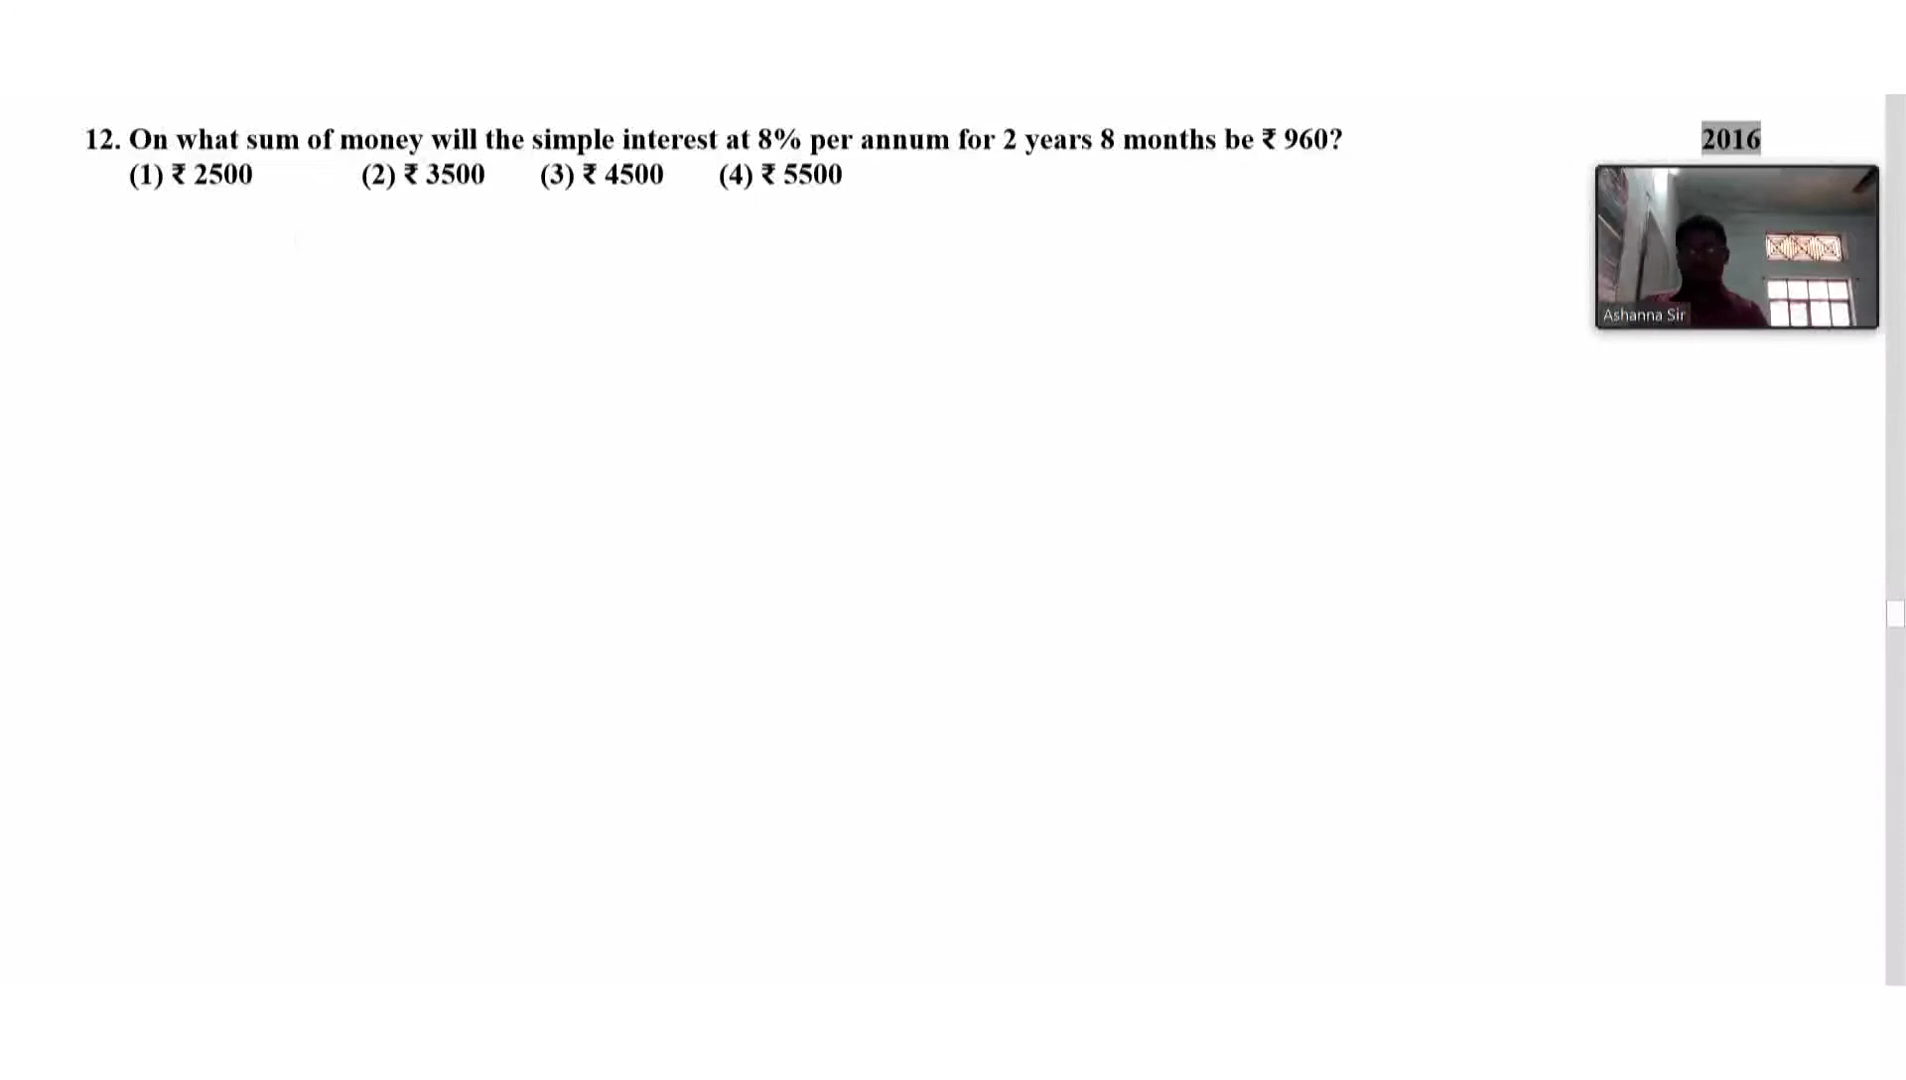 12. On what sum of money will the simple interest at 8% per annum for 2 years 8 months be ₹ 960? 2016
(1) ₹ 2500 (2) ₹ 3500 (3) ₹ 4500 (4) ₹ 5500
Ashanna Sir